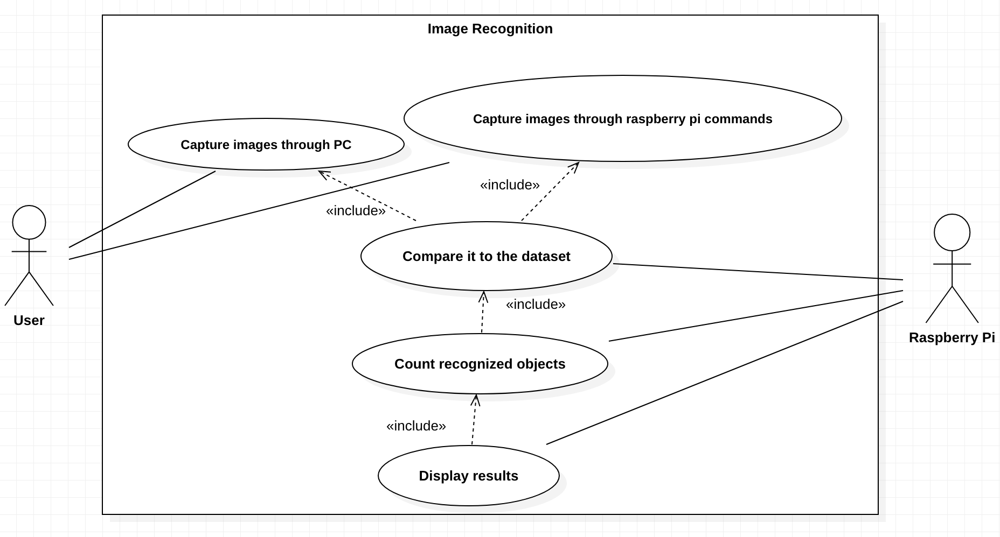 Image Recognition
Capture images through raspberry pi commands
Capture images through PC
«include»
«include»
Compare it to the dataset
«include»
User
Raspberry Pi
Count recognized objects
«include»
Display results